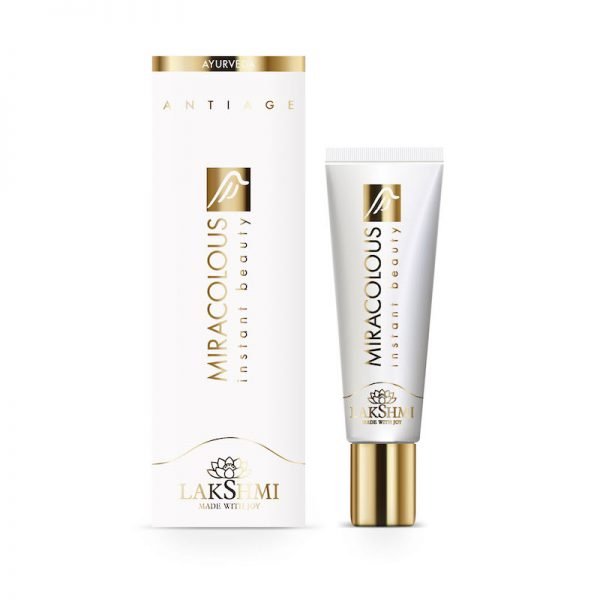 AYURVEDA
ANTIAGE
MIRACOLOUS
instant beauty
LAKSHMI
MADE WITH JOY
MIRACOLOUS
instant beauty
LAKSHMI
MADE WITH JOY